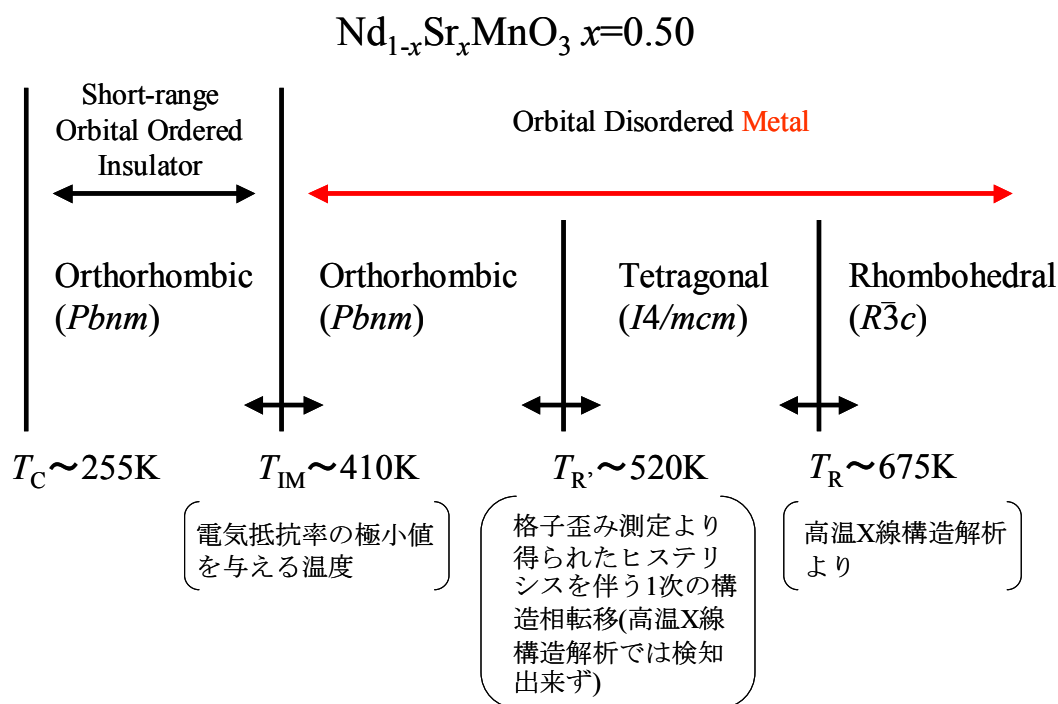 Nd1-xSrxMnO3 x=0.50
Short-range
Orbital Ordered
Insulator
Orbital Disordered Metal
Orthorhombic
(Pbnm)
Orthorhombic
(Pbnm)
Tetragonal
(I4/mcm)
Rhombohedral
(R3̄c)
TC～255K
TIM～410K
TR'～520K
TR～675K
電気抵抗率の極小値
を与える温度
格子歪み測定より
得られたヒステリ
シスを伴う1次の構
造相転移(高温X線
構造解析では検知
出来ず)
高温X線構造解析
より